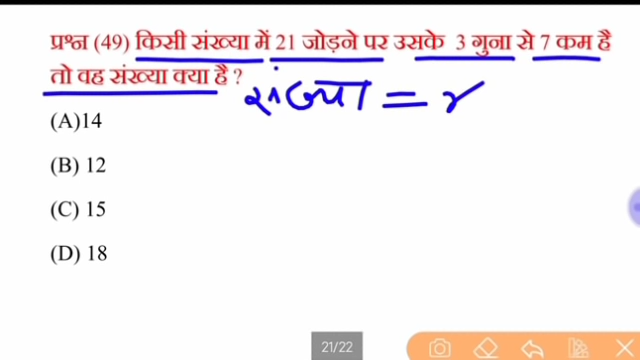 प्रश्न (49) किसी संख्या में 21 जोड़ने पर उसके 3 गुना से 7 कम है
तो वह संख्या क्या है ?
संख्या = x
(A)14
(B) 12
(C) 15
(D) 18
21/22